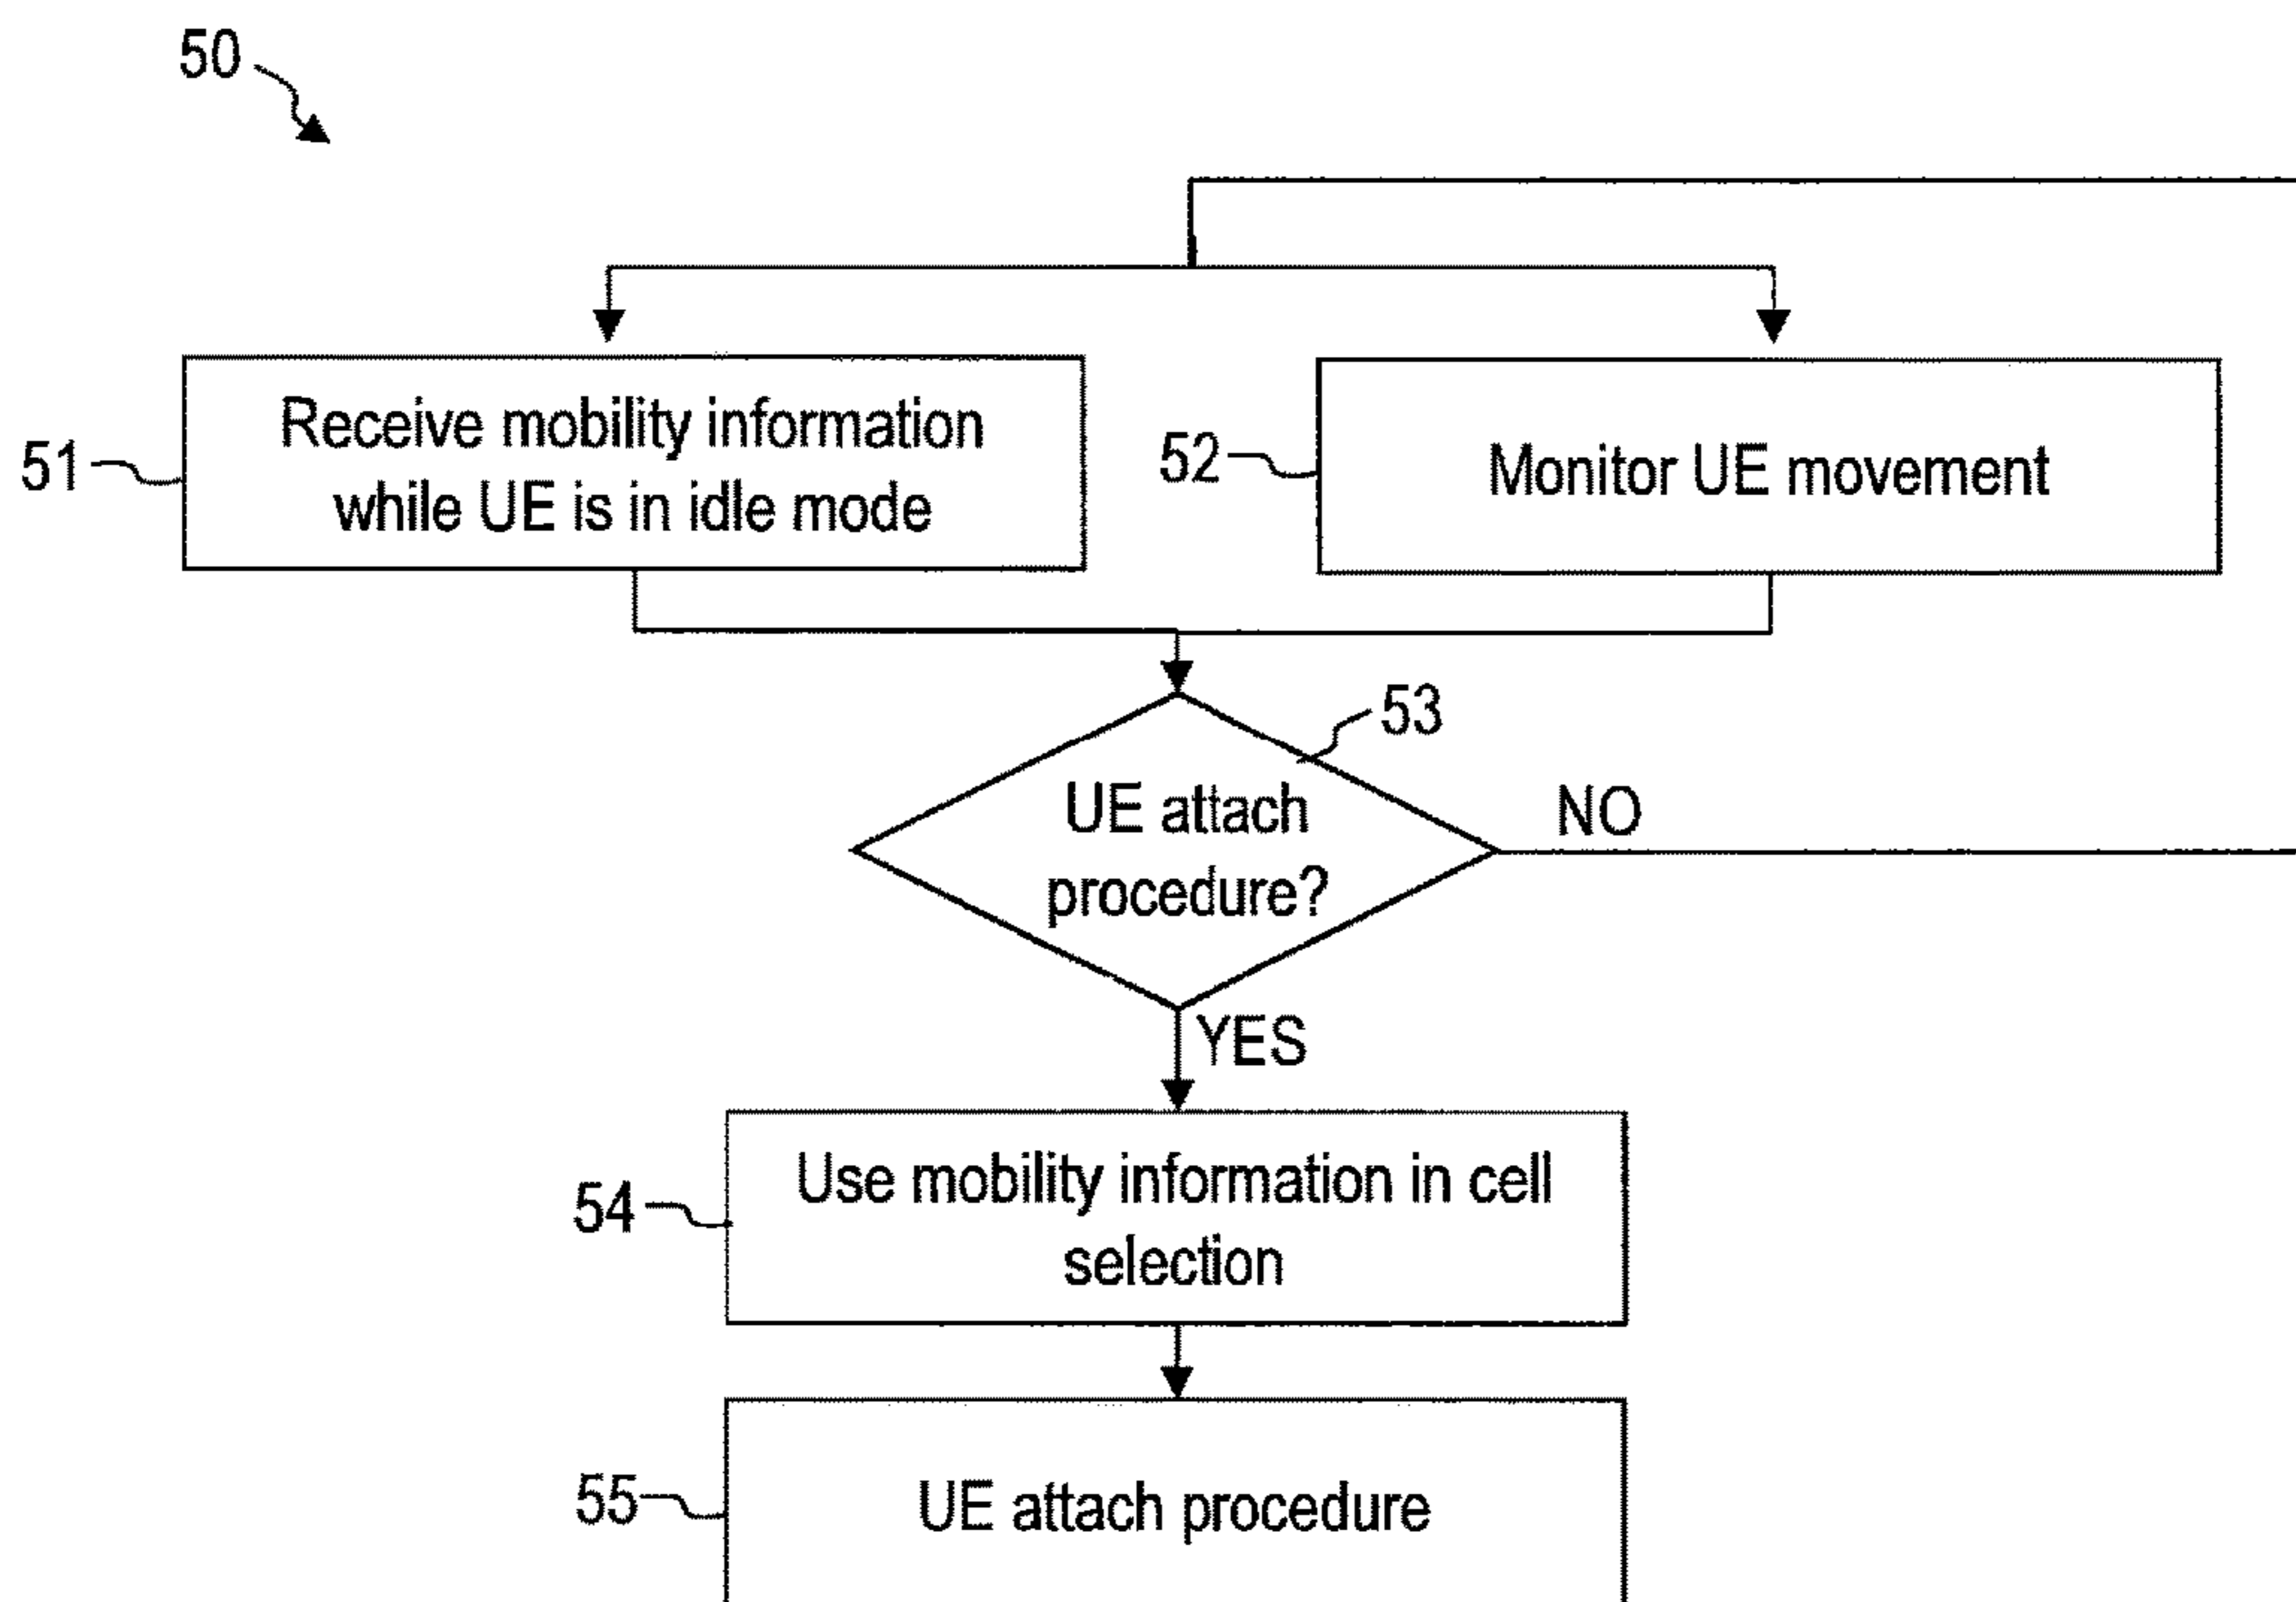 50
Receive mobility information
while UE is in idle mode
51
Monitor UE movement
52
53
UE attach
procedure?
NO
YES
Use mobility information in cell
selection
54
UE attach procedure
55